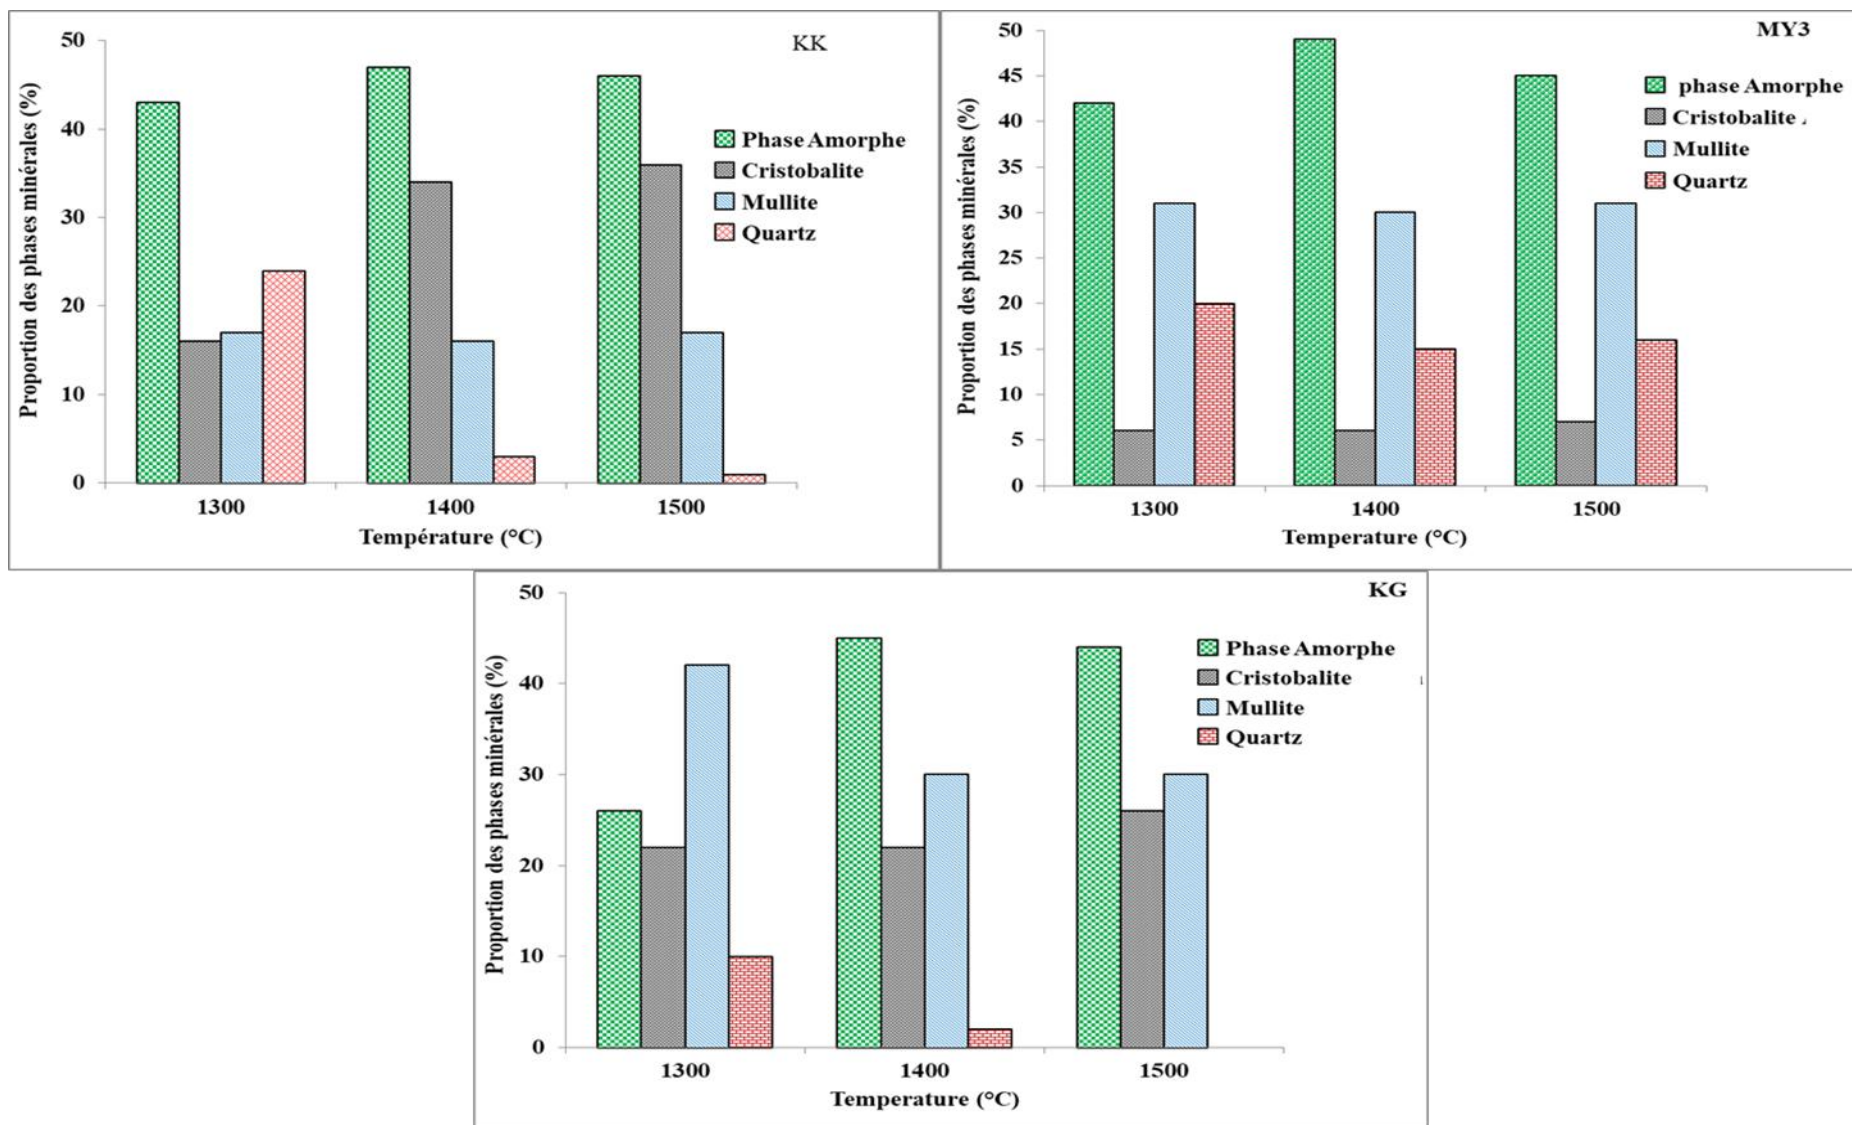 KK
Proportion des phases minérales (%)
50
40
30
20
10
0
Phase Amorphe
Cristobalite
Mullite
Quartz
1300 1400 1500
Température (°C)
MY3
Proportion des phases minérales (%)
50
45
40
35
30
25
20
15
10
5
0
phase Amorphe
Cristobalite
Mullite
Quartz
1300 1400 1500
Temperature (°C)
KG
Proportion des phases minérales (%)
50
40
30
20
10
0
Phase Amorphe
Cristobalite
Mullite
Quartz
1300 1400 1500
Temperature (°C)